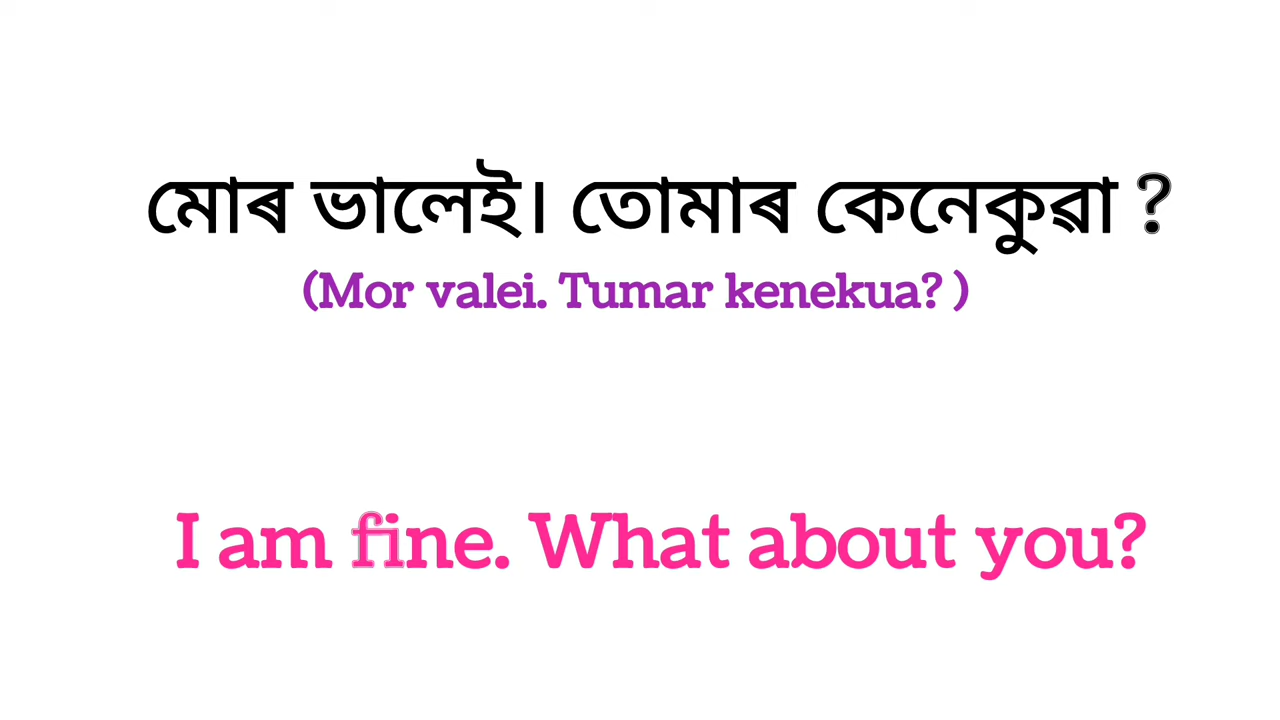 মোৰ ভালেই। তোমাৰ কেনেকুৱা ?
(Mor valei. Tumar kenekua? )
I am fine. What about you?